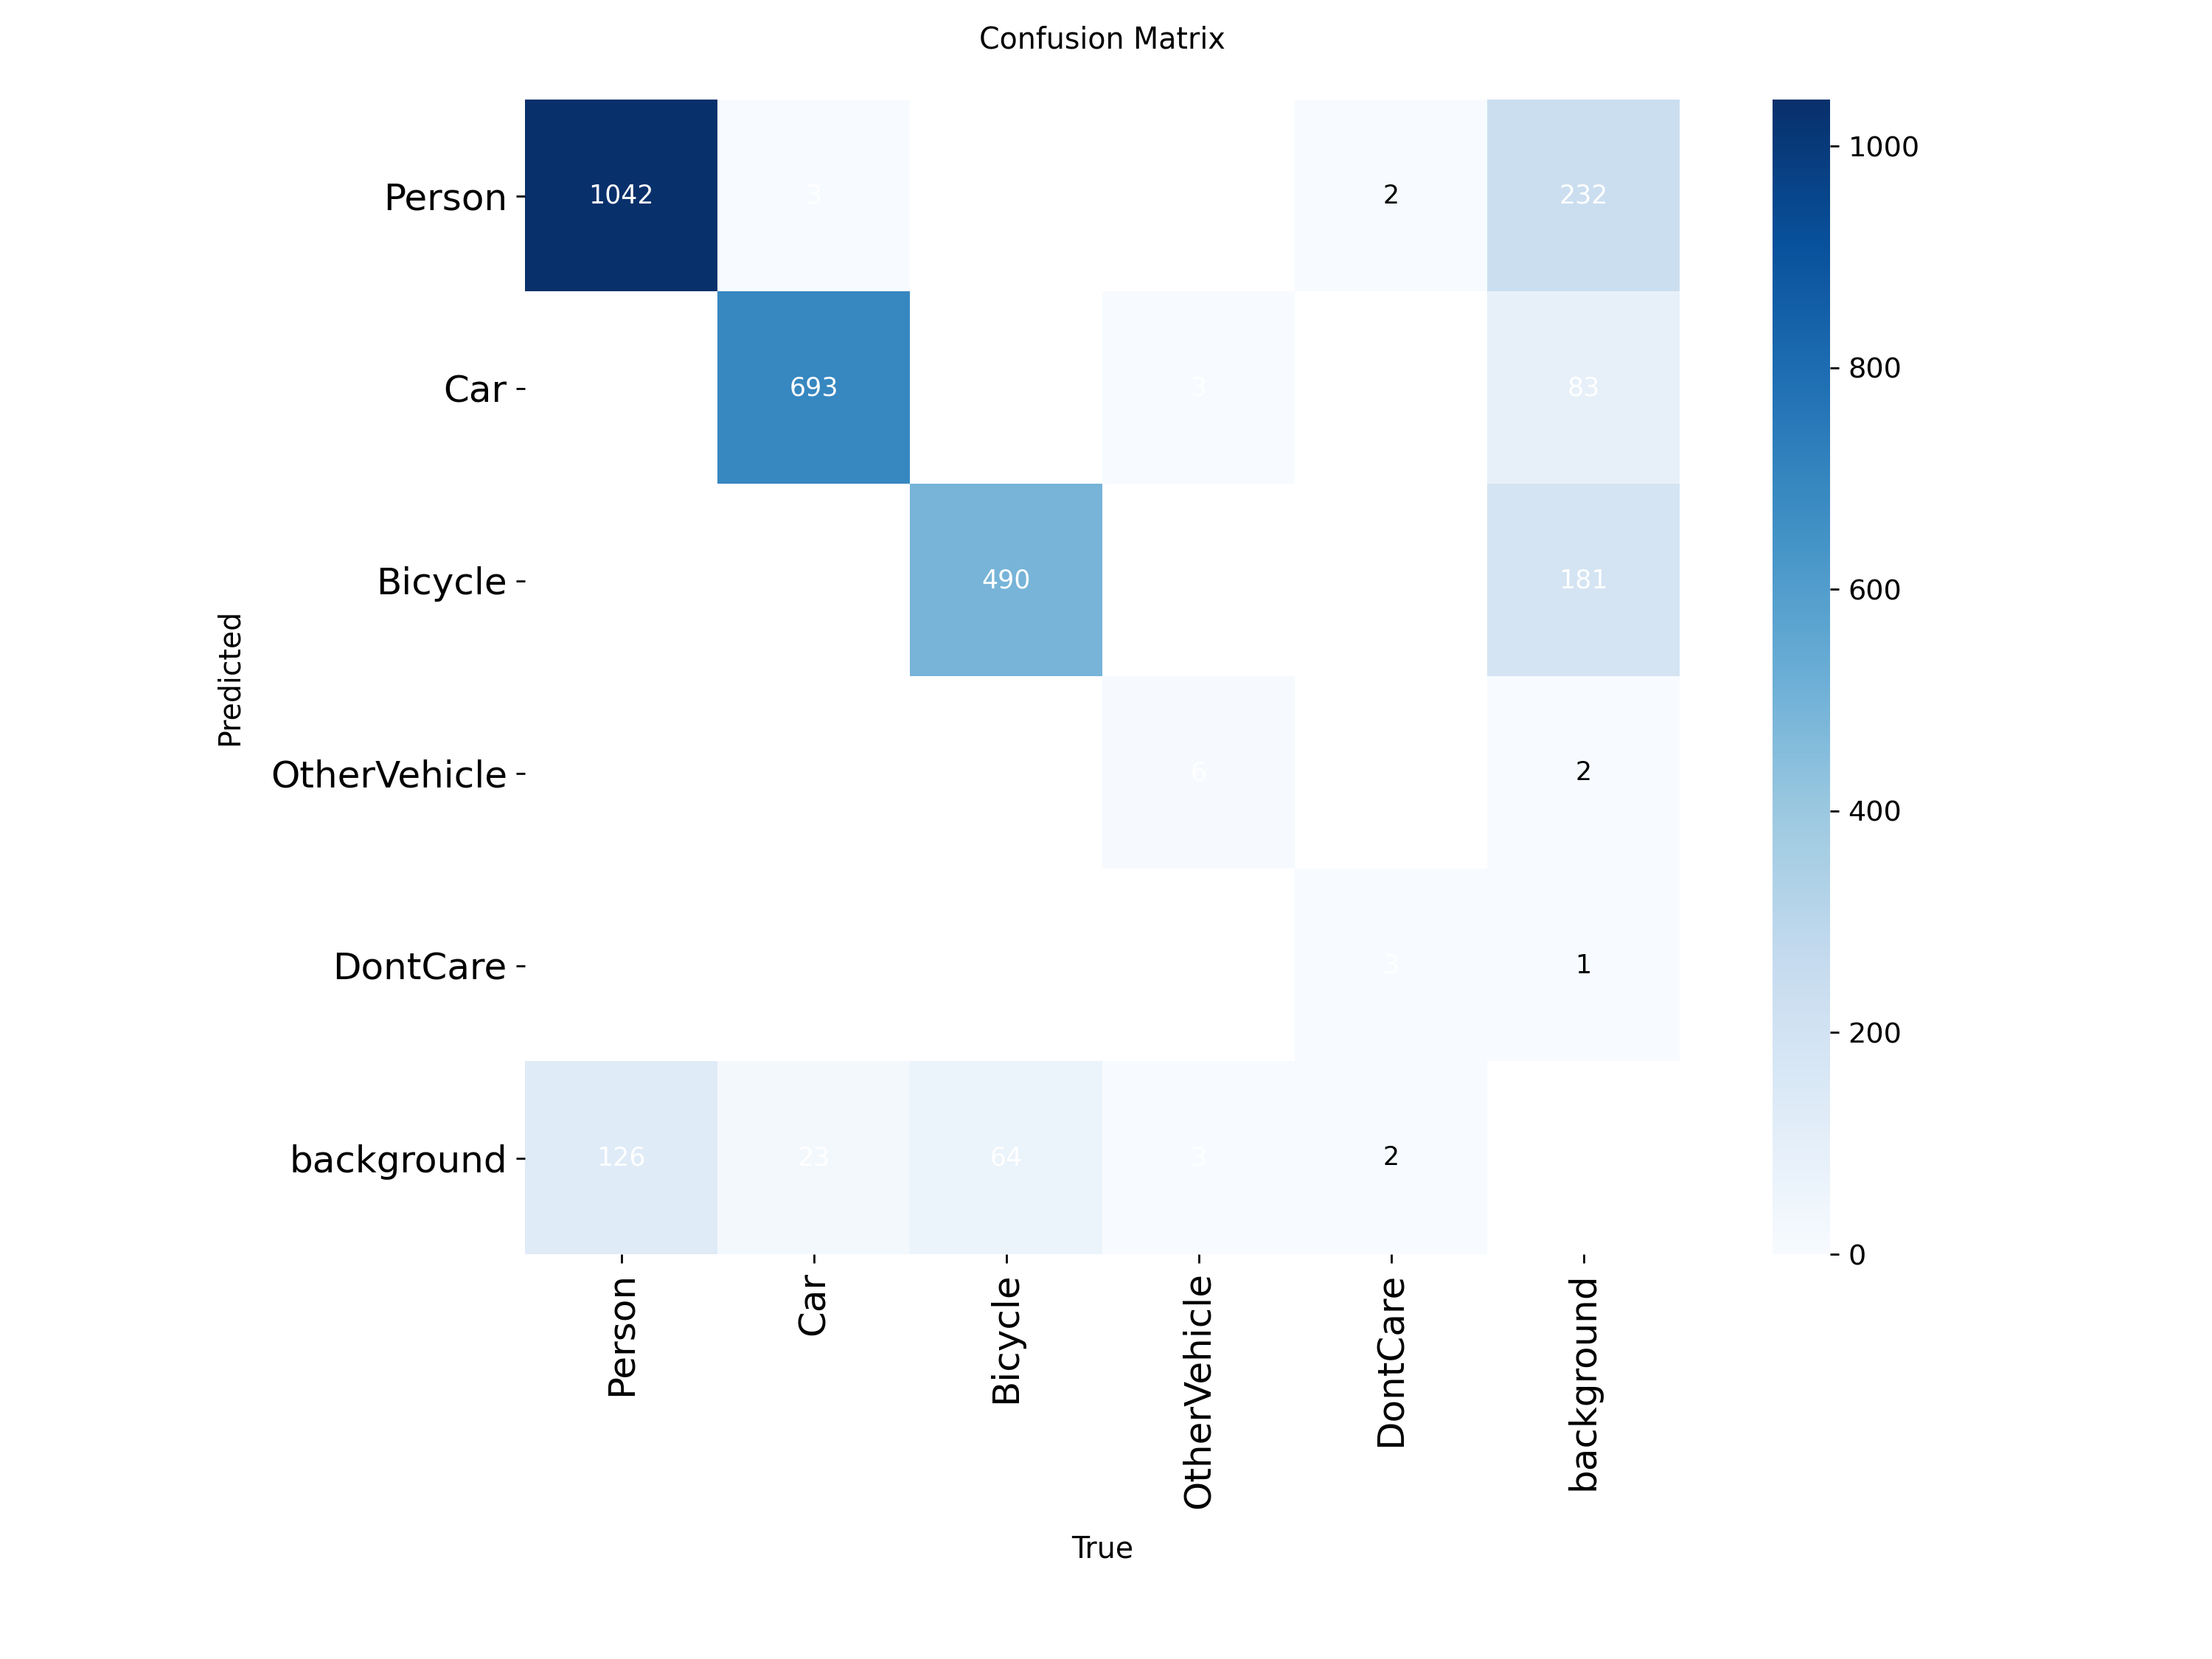 Confusion Matrix
Person 1042 3 2 232
Car 693 3 83
Bicycle 490 181
OtherVehicle 6 2
DontCare 3 1
background 126 23 64 3 2
Predicted
Person Car Bicycle OtherVehicle DontCare background
True
1000
800
600
400
200
0